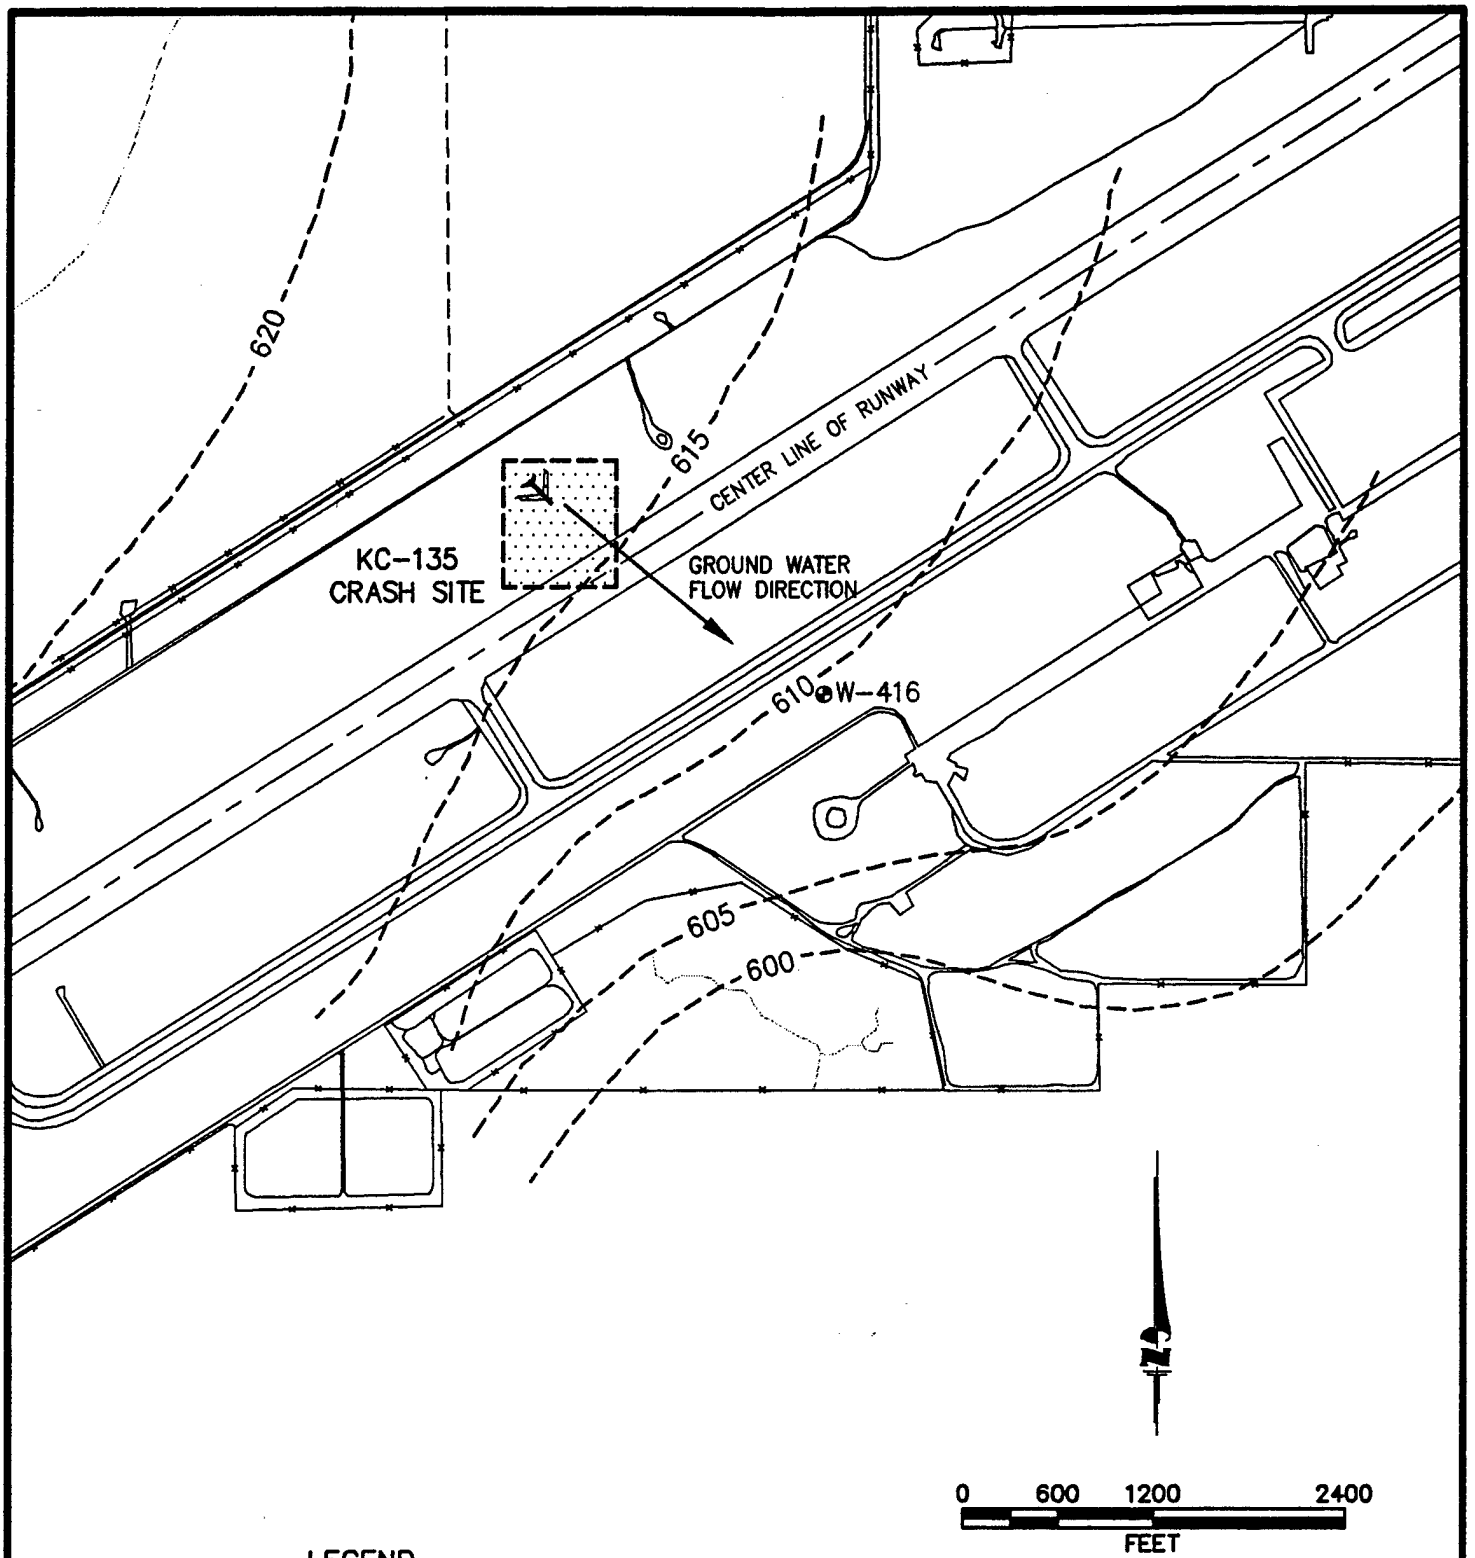 620
615
CENTER LINE OF RUNWAY
KC-135
CRASH SITE
GROUND WATER
FLOW DIRECTION
610
W-416
605
600
N
0 600 1200 2400
FEET
LEGEND